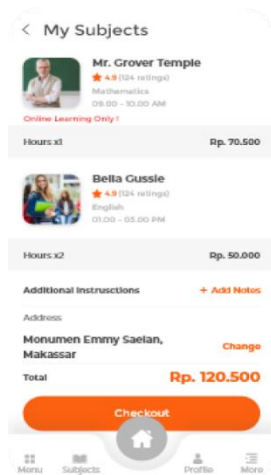 < My Subjects
Mr. Grover Temple
4.9 (124 ratings)
Mathematics
09.00 - 10.00 AM
Online Learning Only !
Hours x1 Rp. 70.500
Bella Gussie
4.9 (124 ratings)
English
01.00 - 03.00 PM
Hours x2 Rp. 50.000
Additional Instrusctions + Add Notes
Address
Monumen Emmy Saelan,
Makassar
Change
Total Rp. 120.500
Checkout
Menu Subjects Profile More